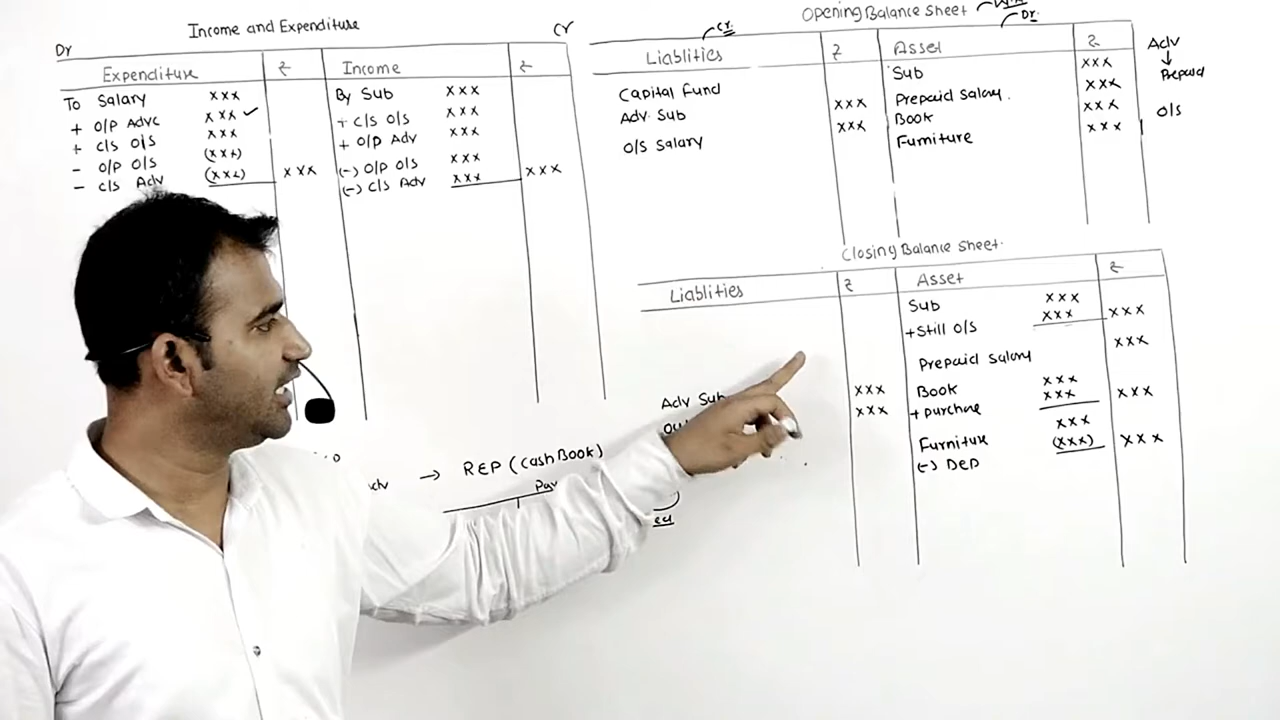 Income and Expenditure
Dr
Cr
Expenditure ₹ Income ₹
To Salary xxx By Sub xxx
+ O/P Advc xxx ✓ + C/S O/S xxx
+ C/S O/S xxx + O/P Adv xxx
- O/P O/S (xxx) (-) O/P O/S xxx
- C/S Adv (xxx) xxx (-) C/S Adv xxx xxx
Opening Balance Sheet
Cr.
Dr.
Liablities ₹ Asset ₹
Sub xxx
Capital Fund Prepaid Salary. xxx
Adv. Sub xxx Book xxx
O/S Salary xxx Furniture xxx
Adv
↓
Prepaid
O/S
Closing Balance Sheet
Liablities ₹ Asset ₹
Sub xxx
+ Still O/S xxx xxx
Prepaid Salary xxx
Adv Sub xxx Book xxx
xxx + purchase xxx xxx
Furniture xxx
(-) DEP (xxx) xxx
→ REP (Cash Book)